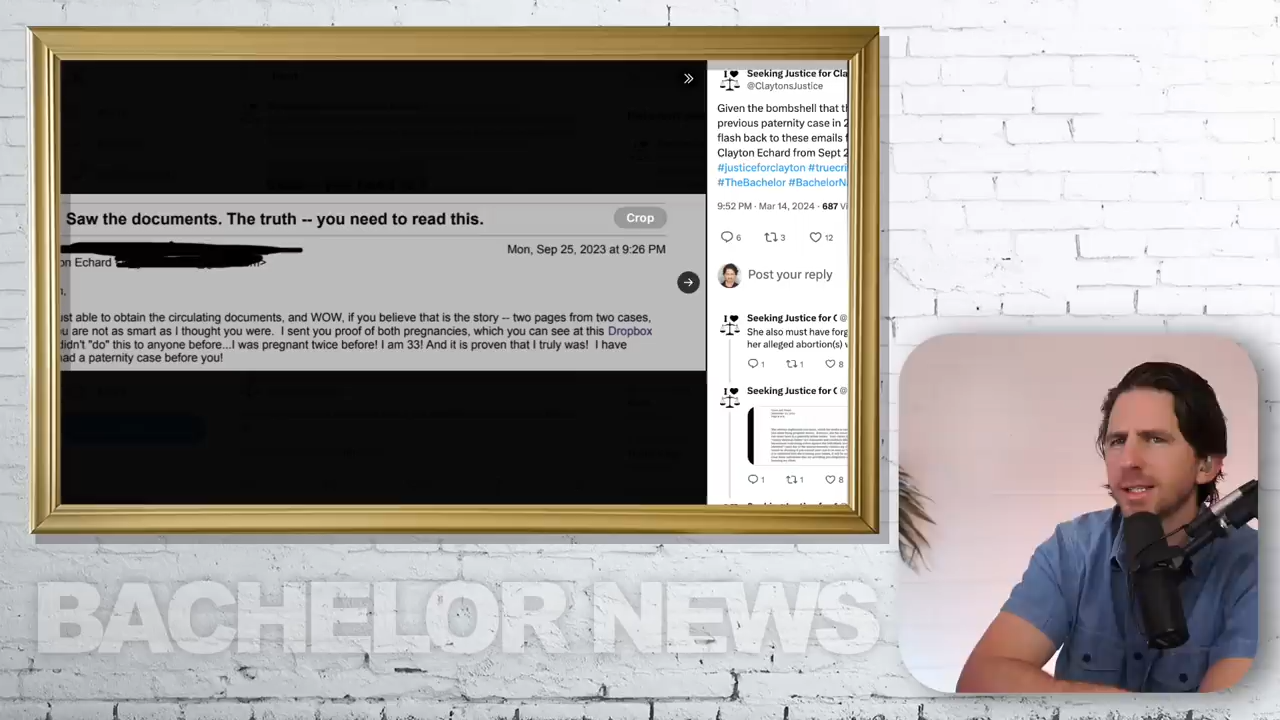 Saw the documents. The truth -- you need to read this.
Crop
Mon, Sep 25, 2023 at 9:26 PM
on Echard
n,
st able to obtain the circulating documents, and WOW, if you believe that is the story -- two pages from two cases,
u are not as smart as I thought you were. I sent you proof of both pregnancies, which you can see at this Dropbox
didn't "do" this to anyone before...I was pregnant twice before! I am 33! And it is proven that I truly was! I have
ad a paternity case before you!
Seeking Justice for Cla
@ClaytonsJustice
Given the bombshell that th
previous paternity case in 2
flash back to these emails f
Clayton Echard from Sept 2
#justiceforclayton #truecri
#TheBachelor #BachelorN
9:52 PM · Mar 14, 2024 · 687 Vi
6 3 12
Post your reply
Seeking Justice for C @
She also must have forg
her alleged abortion(s) v
1 1 8
Seeking Justice for C @
1 1 8
BACHELOR NEWS